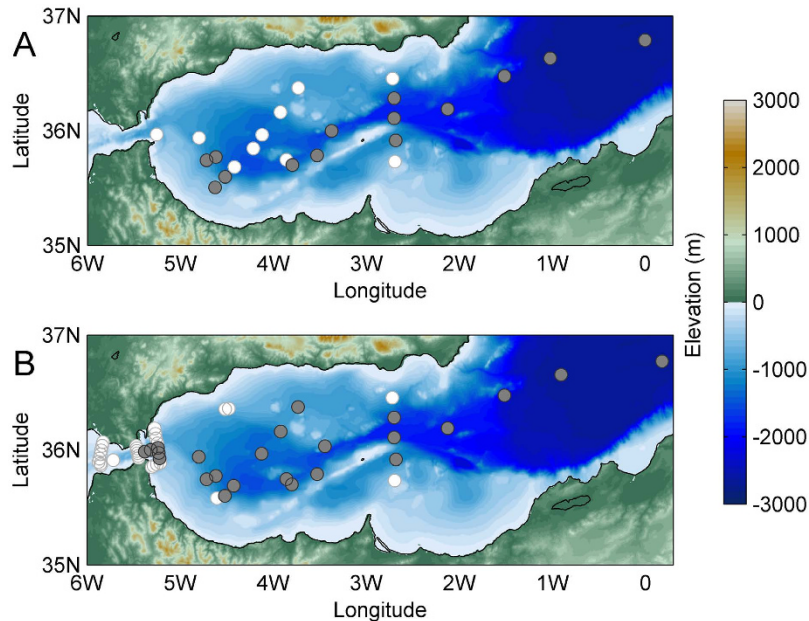 A
37N
36N
35N
Latitude
6W 5W 4W 3W 2W 1W 0
Longitude
B
37N
36N
35N
Latitude
6W 5W 4W 3W 2W 1W 0
Longitude
3000
2000
1000
0
-1000
-2000
-3000
Elevation (m)